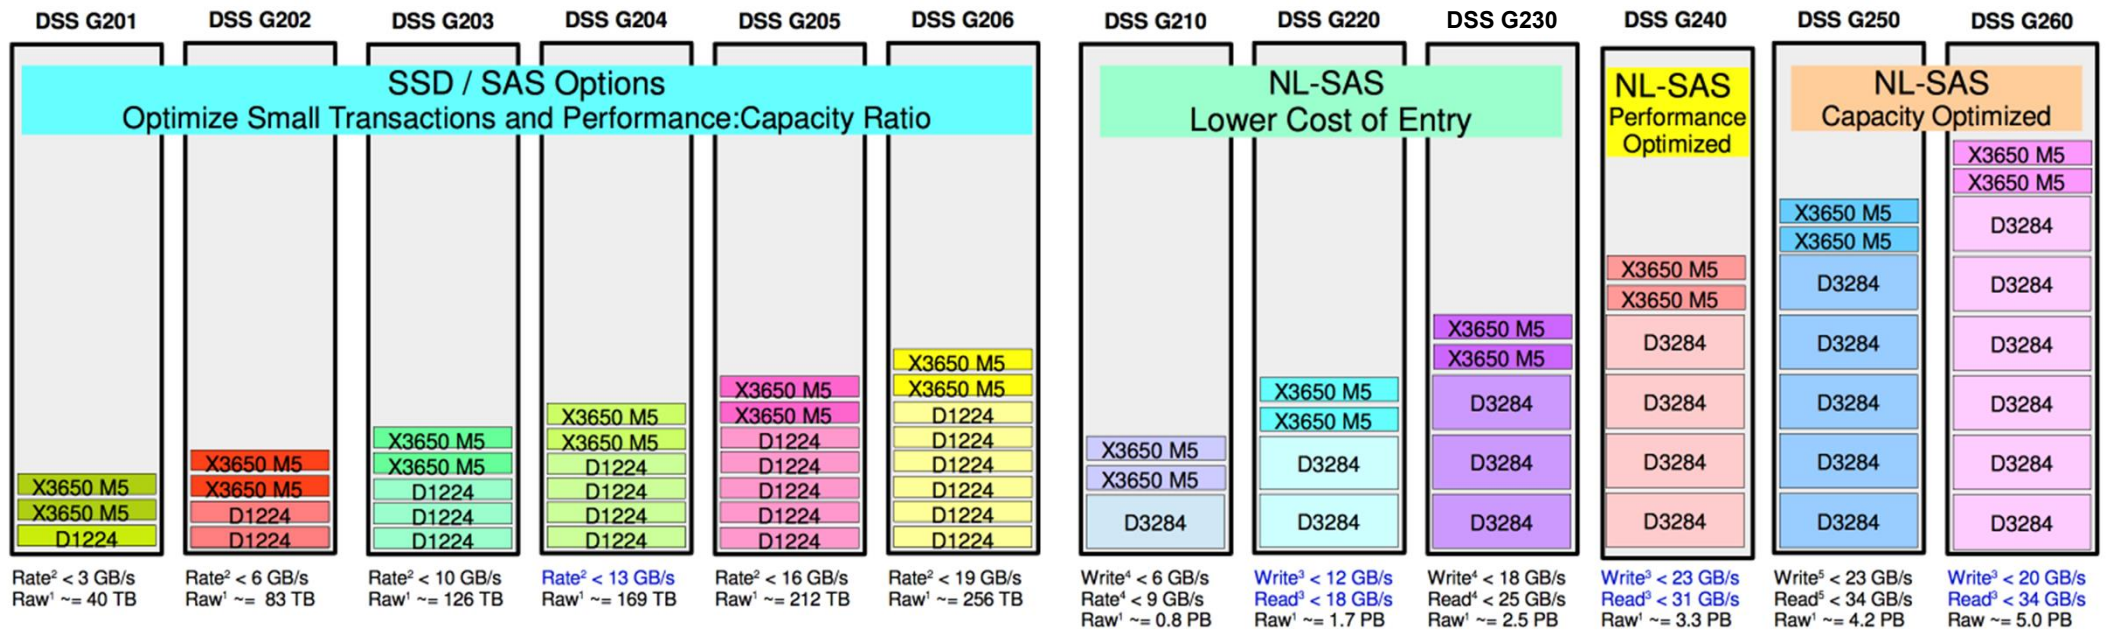 DSS G201
DSS G202
DSS G203
DSS G204
DSS G205
DSS G206
DSS G210
DSS G220
DSS G230
DSS G240
DSS G250
DSS G260
SSD / SAS Options
Optimize Small Transactions and Performance:Capacity Ratio
NL-SAS
Lower Cost of Entry
NL-SAS
Performance
Optimized
NL-SAS
Capacity Optimized
X3650 M5
X3650 M5
D1224
Rate² < 3 GB/s
Raw¹ ~= 40 TB
X3650 M5
X3650 M5
D1224
D1224
Rate² < 6 GB/s
Raw¹ ~= 83 TB
X3650 M5
X3650 M5
D1224
D1224
D1224
Rate² < 10 GB/s
Raw¹ ~= 126 TB
X3650 M5
X3650 M5
D1224
D1224
D1224
D1224
Rate² < 13 GB/s
Raw¹ ~= 169 TB
X3650 M5
X3650 M5
D1224
D1224
D1224
D1224
D1224
Rate² < 16 GB/s
Raw¹ ~= 212 TB
X3650 M5
X3650 M5
D1224
D1224
D1224
D1224
D1224
D1224
Rate² < 19 GB/s
Raw¹ ~= 256 TB
X3650 M5
X3650 M5
D3284
Write⁴ < 6 GB/s
Rate⁴ < 9 GB/s
Raw¹ ~= 0.8 PB
X3650 M5
X3650 M5
D3284
D3284
Write³ < 12 GB/s
Read³ < 18 GB/s
Raw¹ ~= 1.7 PB
X3650 M5
X3650 M5
D3284
D3284
D3284
Write⁴ < 18 GB/s
Read⁴ < 25 GB/s
Raw¹ ~= 2.5 PB
X3650 M5
X3650 M5
D3284
D3284
D3284
D3284
Write³ < 23 GB/s
Read³ < 31 GB/s
Raw¹ ~= 3.3 PB
X3650 M5
X3650 M5
D3284
D3284
D3284
D3284
D3284
Write⁵ < 23 GB/s
Read⁵ < 34 GB/s
Raw¹ ~= 4.2 PB
X3650 M5
X3650 M5
D3284
D3284
D3284
D3284
D3284
D3284
Write³ < 20 GB/s
Read³ < 34 GB/s
Raw ~= 5.0 PB